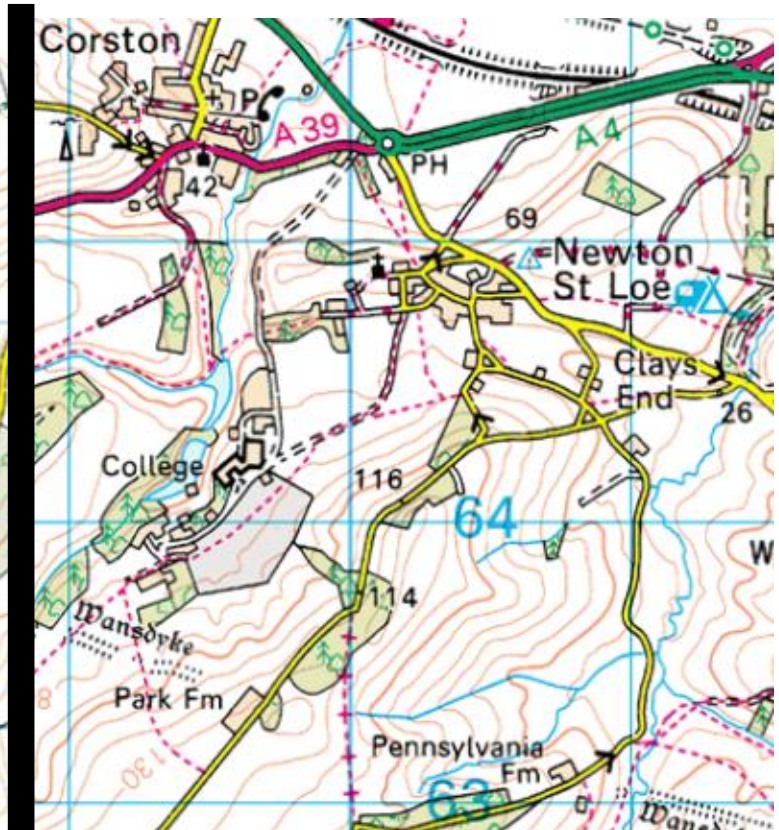 Corston
P
A 39
A 4
PH
42
69
Newton
St Loe
Clays
End
26
College
116
64
W
114
Wansdyke
Park Fm
8
130
Pennsylvania
Fm
63
Wans